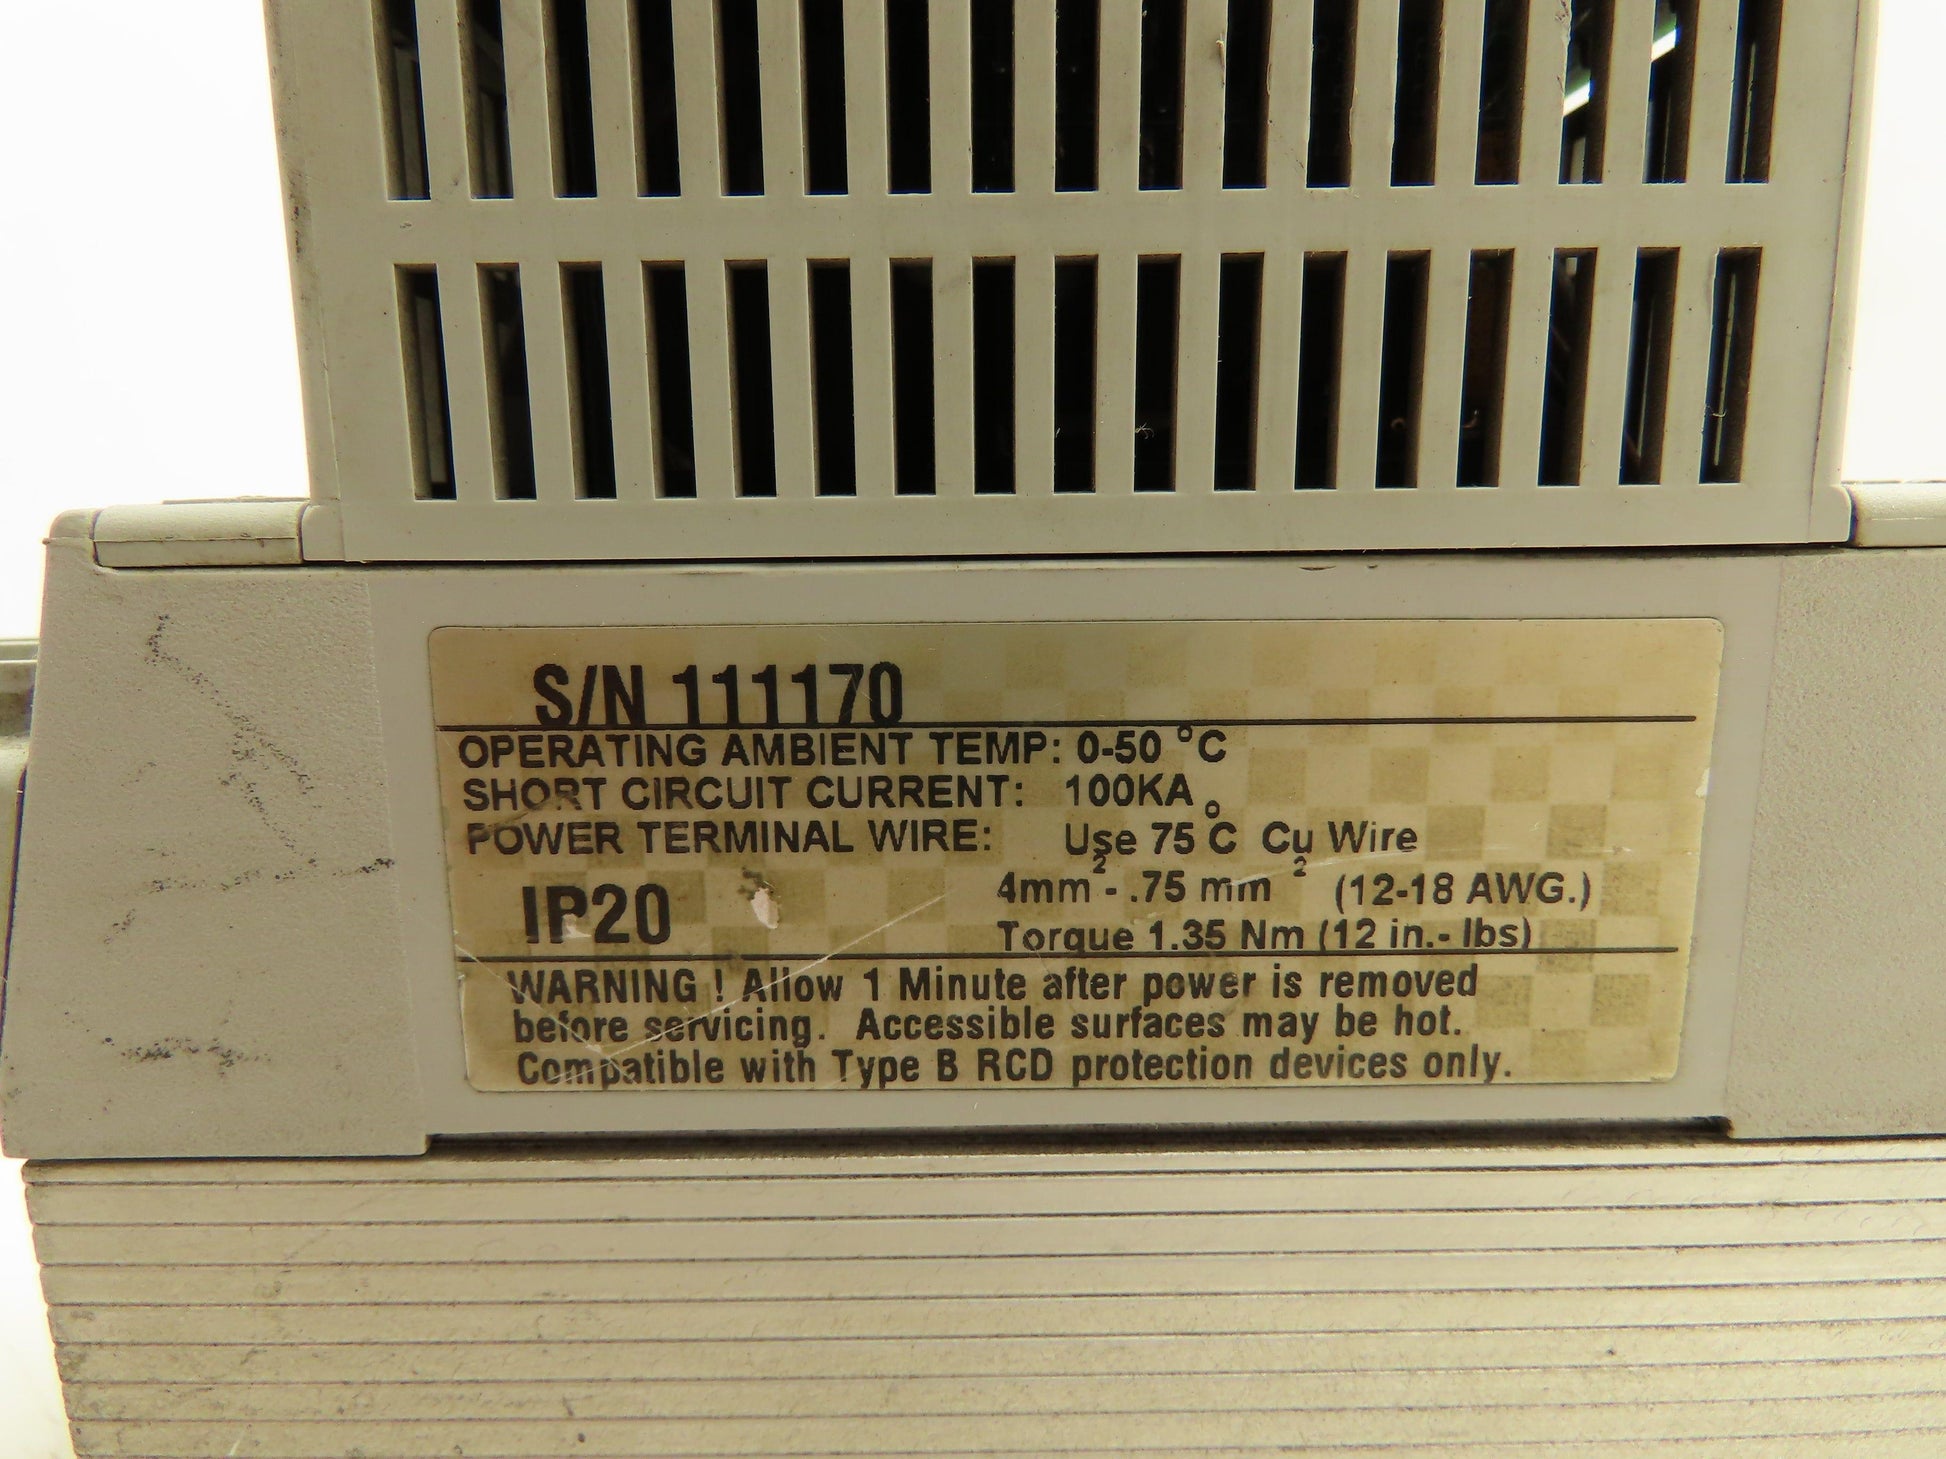 S/N 111170
OPERATING AMBIENT TEMP: 0-50 °C
SHORT CIRCUIT CURRENT: 100KA
POWER TERMINAL WIRE: Use 75°C Cu Wire
4mm² - .75 mm² (12-18 AWG.)
IP20
Torque 1.35 Nm (12 in.- lbs)
WARNING ! Allow 1 Minute after power is removed
before servicing. Accessible surfaces may be hot.
Compatible with Type B RCD protection devices only.